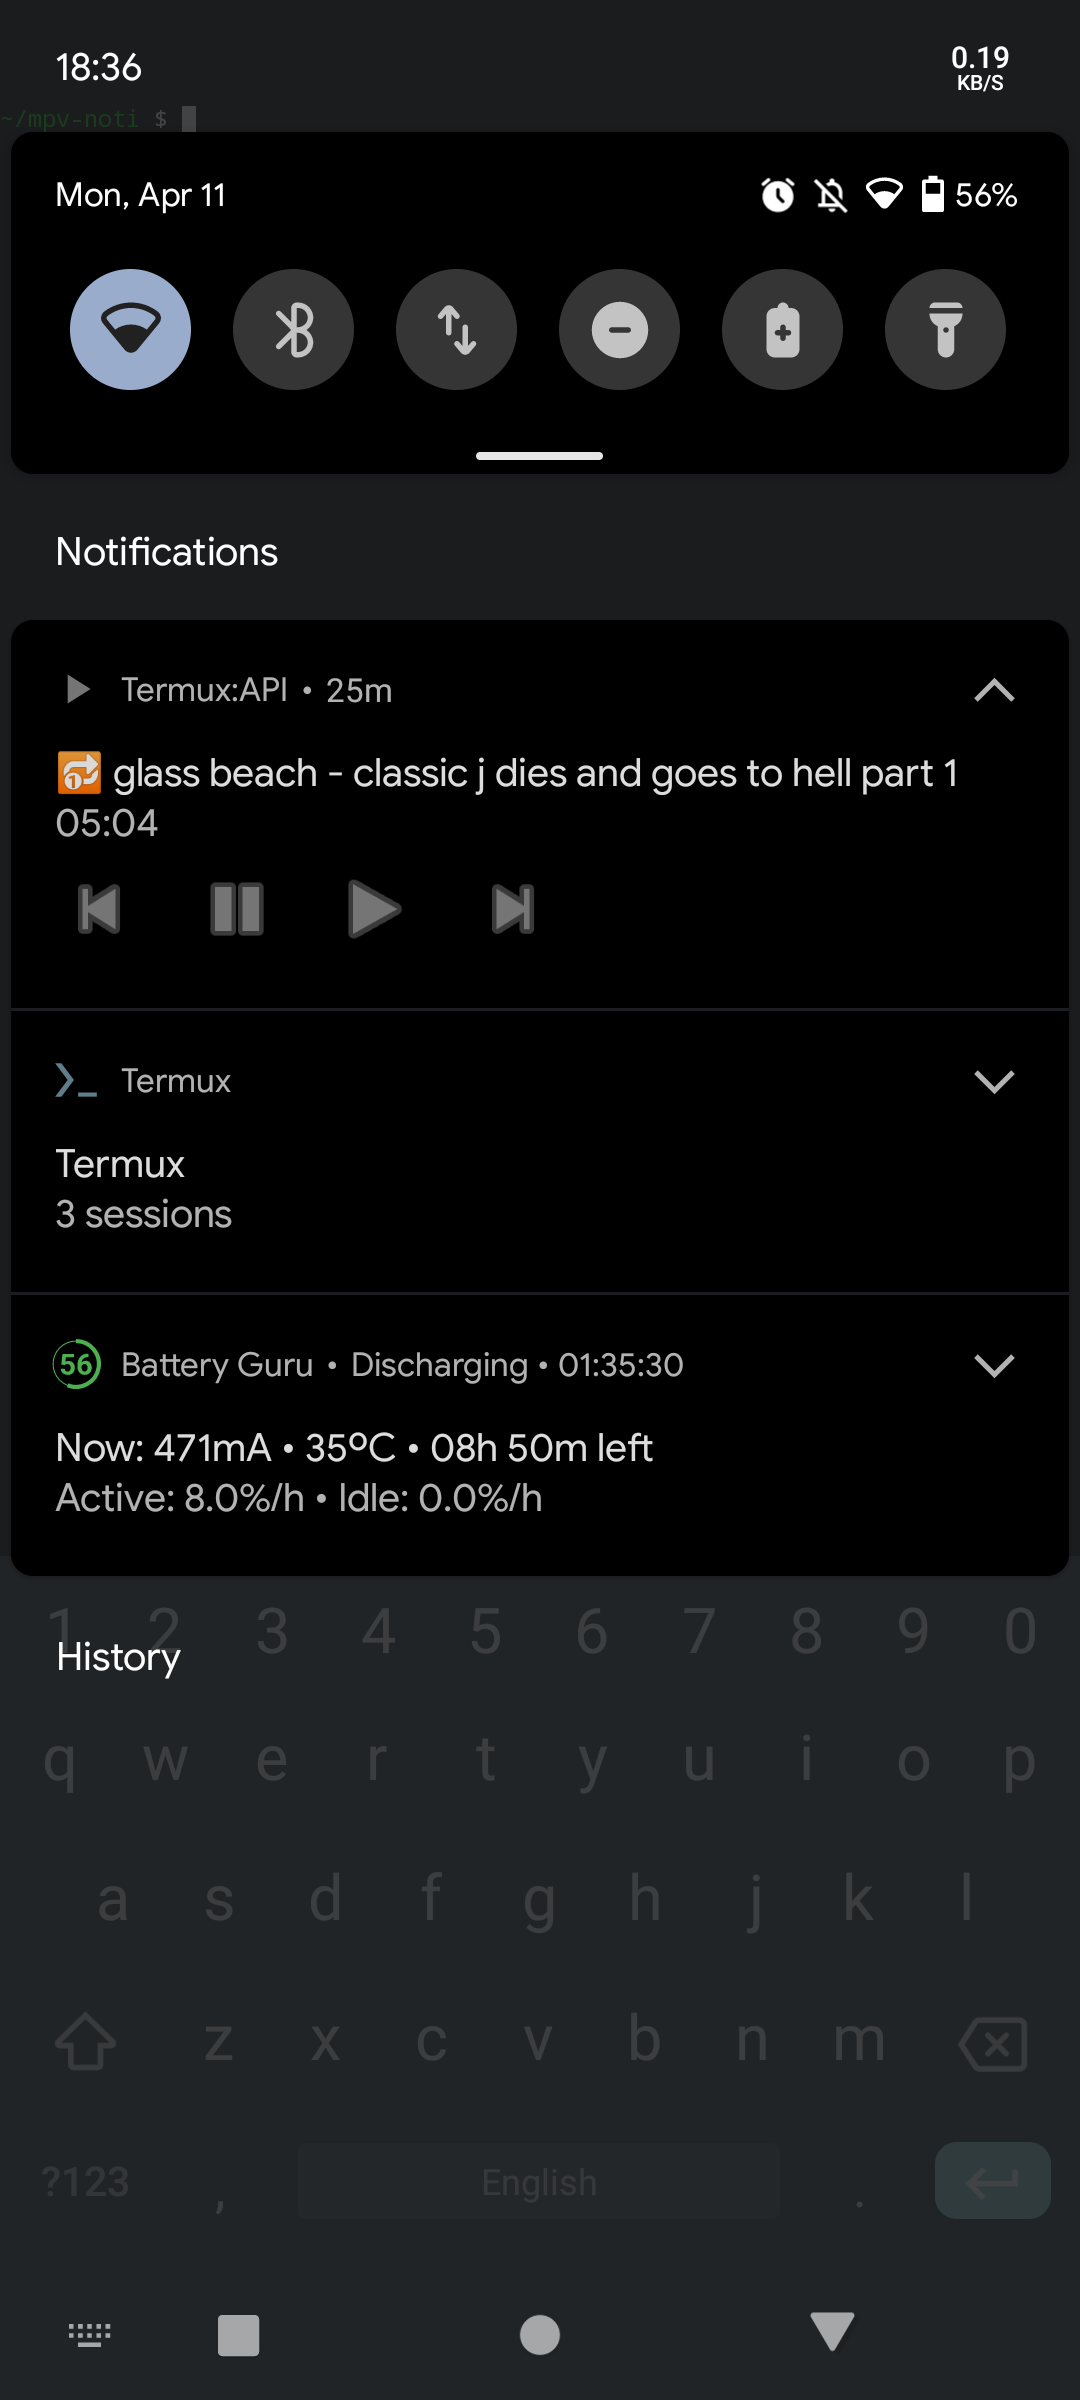 18:36
0.19
KB/S
~/mpv-noti $
Mon, Apr 11
56%
Notifications
Termux:API • 25m
🔂 glass beach - classic j dies and goes to hell part 1
05:04
Termux
Termux
3 sessions
56 Battery Guru • Discharging • 01:35:30
Now: 471mA • 35ºC • 08h 50m left
Active: 8.0%/h • Idle: 0.0%/h
1 2 3 4 5 6 7 8 9 0
History
q w e r t y u i o p
a s d f g h j k l
z x c v b n m
?123 , English .